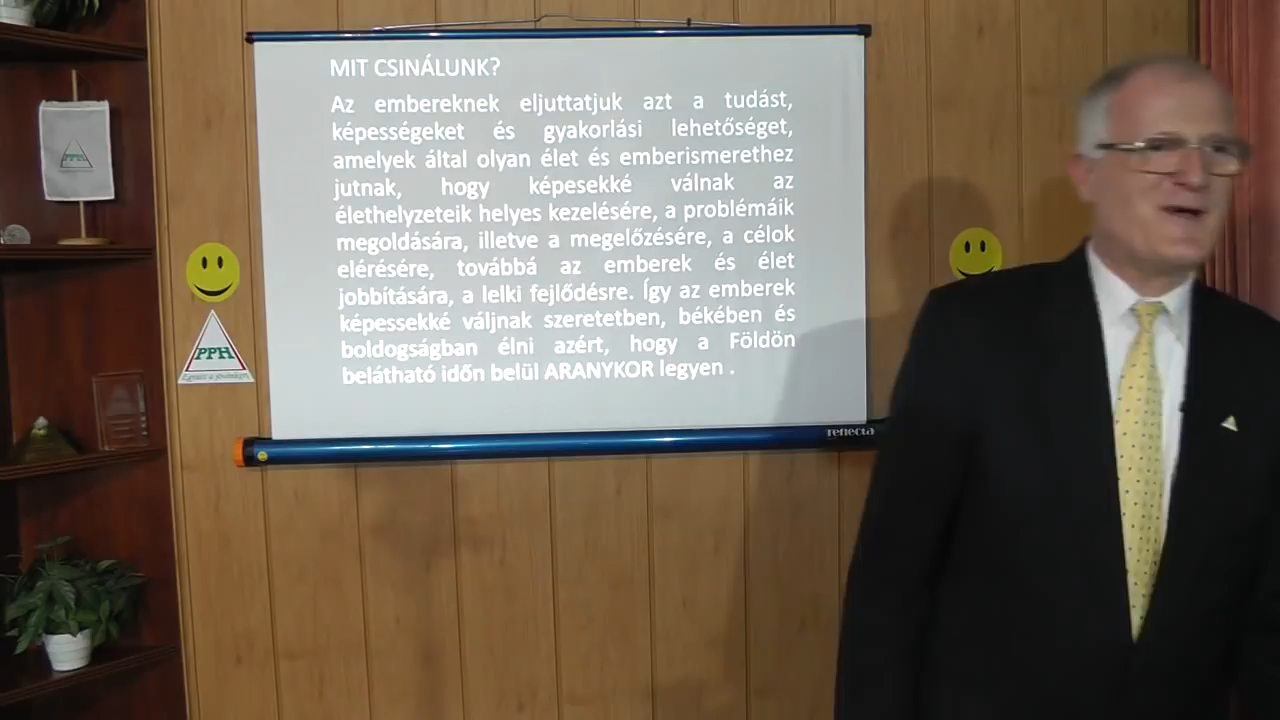 MIT CSINÁLUNK?
Az embereknek eljuttatjuk azt a tudást,
képességeket és gyakorlási lehetőséget,
amelyek által olyan élet és emberismerethez
jutnak, hogy képesekké válnak az
élethelyzeteik helyes kezelésére, a problémáik
megoldására, illetve a megelőzésére, a célok
elérésére, továbbá az emberek és élet
jobbítására, a lelki fejlődésre. Így az emberek
képessekké váljnak szeretetben, békében és
boldogságban élni azért, hogy a Földön
belátható időn belül ARANYKOR legyen .
reflecta
PPH
PPH
Együtt a